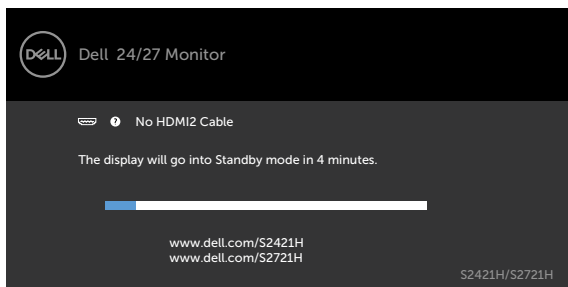 DELL
Dell 24/27 Monitor
? No HDMI2 Cable
The display will go into Standby mode in 4 minutes.
www.dell.com/S2421H
www.dell.com/S2721H
S2421H/S2721H